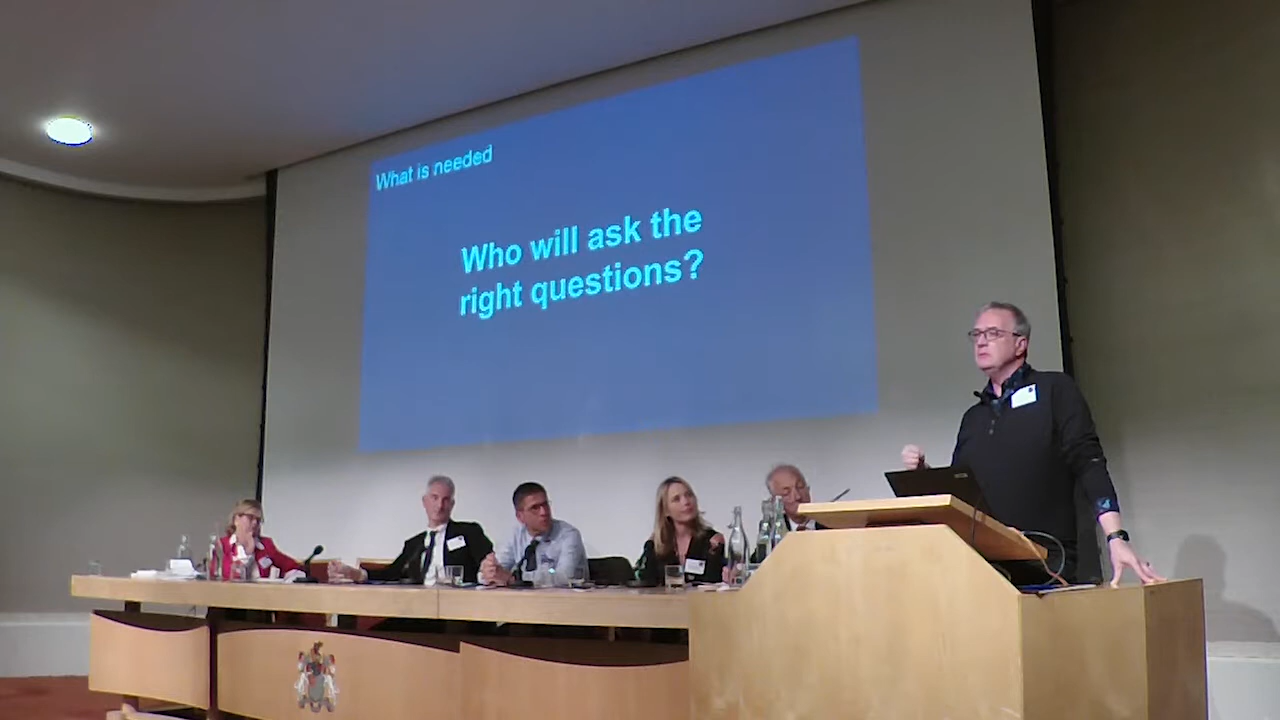 What is needed
Who will ask the
right questions?